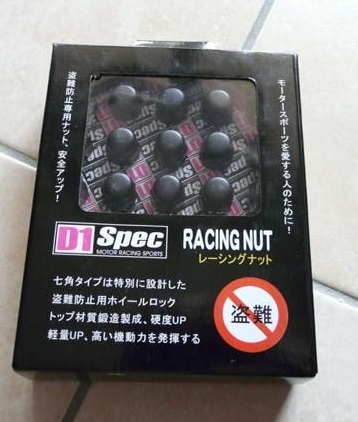 モータースポーツを愛する人のために!
盗難防止専用ナット、安全アップ!
D1 Spec
MOTOR RACING SPORTS
RACING NUT
レーシングナット
七角タイプは特別に設計した
盗難防止用ホイールロック
トップ材質鍛造製成、硬度UP
軽量UP、高い機動力を発揮する
盗難